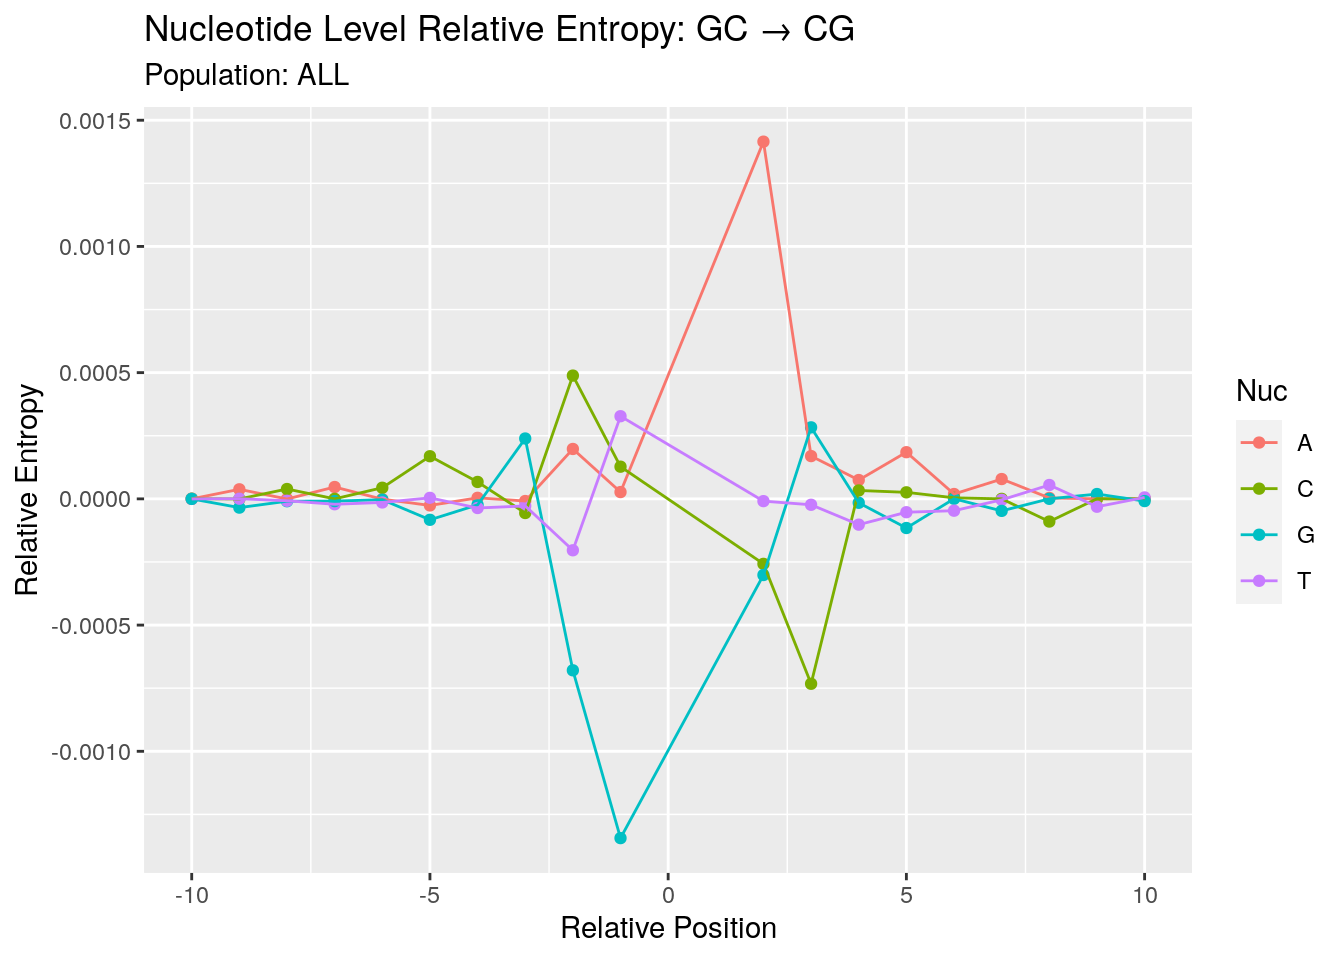 Nucleotide Level Relative Entropy: GC → CG
Population: ALL
0.0015
0.0010
0.0005
0.0000
-0.0005
-0.0010
Relative Entropy
-10
-5
0
5
10
Relative Position
Nuc
A
C
G
T